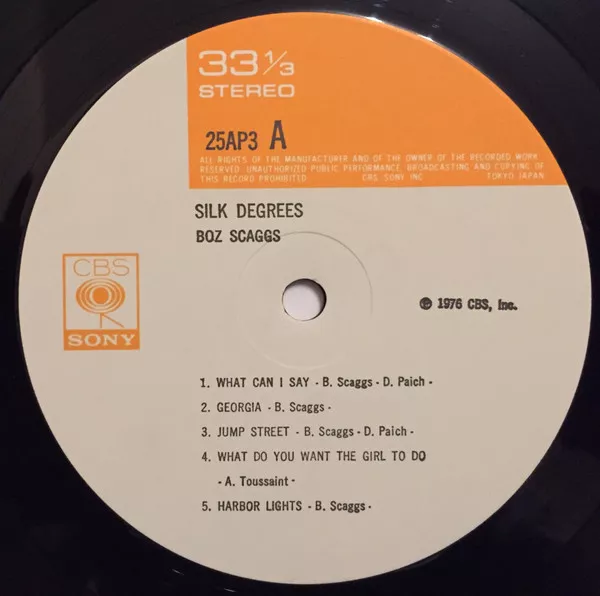 33 1/3
STEREO
25AP3 A
ALL RIGHTS OF THE MANUFACTURER AND OF THE OWNER OF THE RECORDED WORK
RESERVED. UNAUTHORIZED PUBLIC PERFORMANCE, BROADCASTING AND COPYING OF
THIS RECORD PROHIBITED. CBS SONY INC. TOKYO JAPAN
SILK DEGREES
BOZ SCAGGS
CBS
SONY
℗ 1976 CBS, Inc.
1. WHAT CAN I SAY - B. Scaggs - D. Paich -
2. GEORGIA - B. Scaggs -
3. JUMP STREET - B. Scaggs - D. Paich -
4. WHAT DO YOU WANT THE GIRL TO DO
- A. Toussaint -
5. HARBOR LIGHTS - B. Scaggs -